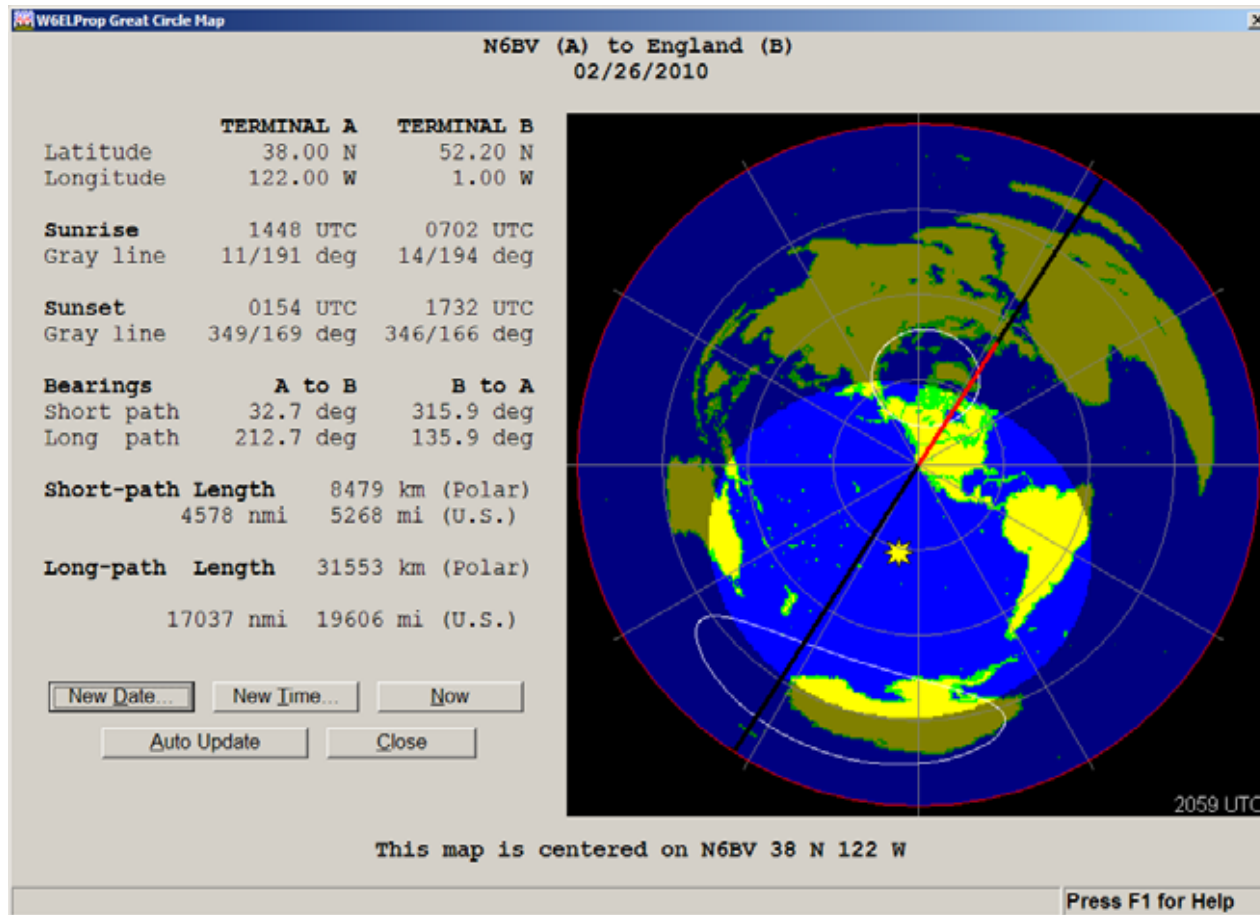 W6ELProp Great Circle Map
N6BV (A) to England (B)
02/26/2010
TERMINAL A TERMINAL B
Latitude 38.00 N 52.20 N
Longitude 122.00 W 1.00 W
Sunrise 1448 UTC 0702 UTC
Gray line 11/191 deg 14/194 deg
Sunset 0154 UTC 1732 UTC
Gray line 349/169 deg 346/166 deg
Bearings A to B B to A
Short path 32.7 deg 315.9 deg
Long path 212.7 deg 135.9 deg
Short-path Length 8479 km (Polar)
4578 nmi 5268 mi (U.S.)
Long-path Length 31553 km (Polar)
17037 nmi 19606 mi (U.S.)
New Date... New Time... Now
Auto Update Close
2059 UTC
This map is centered on N6BV 38 N 122 W
Press F1 for Help